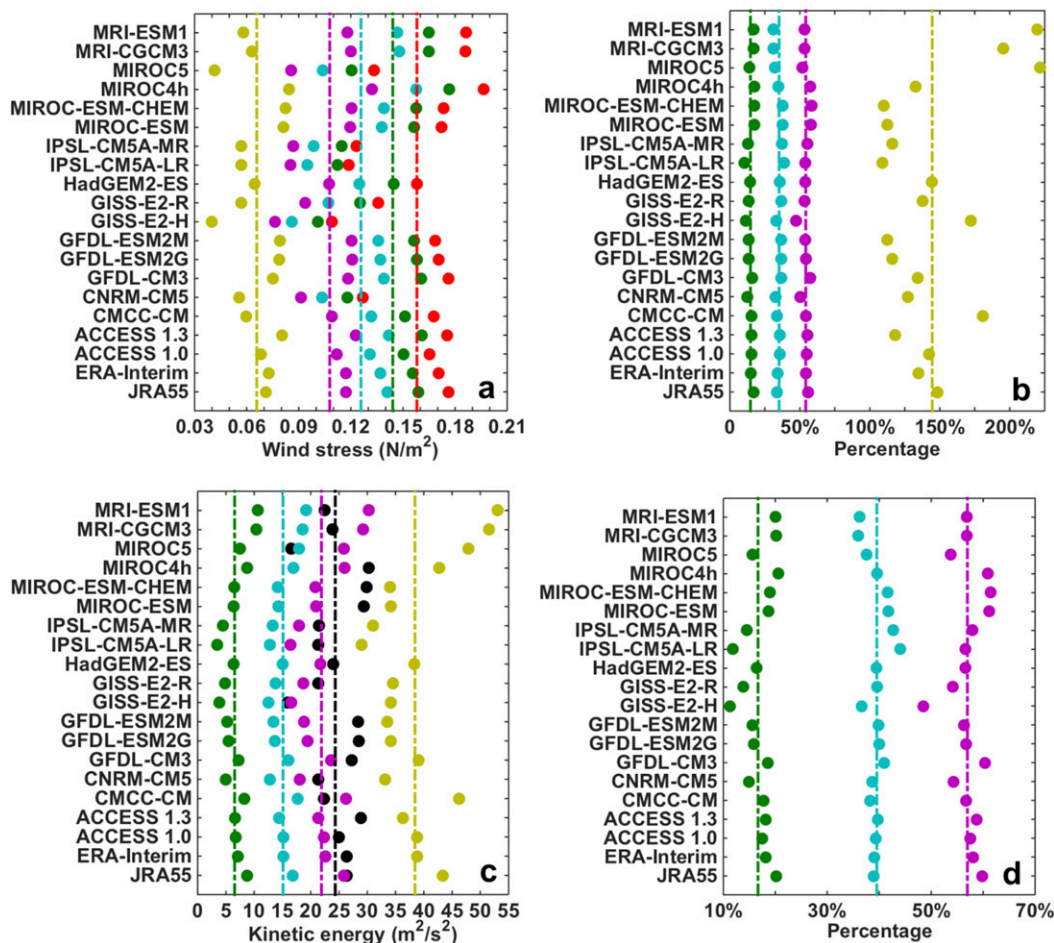 MRI-ESM1
MRI-CGCM3
MIROC5
MIROC4h
MIROC-ESM-CHEM
MIROC-ESM
IPSL-CM5A-MR
IPSL-CM5A-LR
HadGEM2-ES
GISS-E2-R
GISS-E2-H
GFDL-ESM2M
GFDL-ESM2G
GFDL-CM3
CNRM-CM5
CMCC-CM
ACCESS 1.3
ACCESS 1.0
ERA-Interim
JRA55
a
0.03 0.06 0.09 0.12 0.15 0.18 0.21
Wind stress (N/m²)
MRI-ESM1
MRI-CGCM3
MIROC5
MIROC4h
MIROC-ESM-CHEM
MIROC-ESM
IPSL-CM5A-MR
IPSL-CM5A-LR
HadGEM2-ES
GISS-E2-R
GISS-E2-H
GFDL-ESM2M
GFDL-ESM2G
GFDL-CM3
CNRM-CM5
CMCC-CM
ACCESS 1.3
ACCESS 1.0
ERA-Interim
JRA55
b
0 50% 100% 150% 200%
Percentage
MRI-ESM1
MRI-CGCM3
MIROC5
MIROC4h
MIROC-ESM-CHEM
MIROC-ESM
IPSL-CM5A-MR
IPSL-CM5A-LR
HadGEM2-ES
GISS-E2-R
GISS-E2-H
GFDL-ESM2M
GFDL-ESM2G
GFDL-CM3
CNRM-CM5
CMCC-CM
ACCESS 1.3
ACCESS 1.0
ERA-Interim
JRA55
c
0 5 10 15 20 25 30 35 40 45 50 55
Kinetic energy (m²/s²)
MRI-ESM1
MRI-CGCM3
MIROC5
MIROC4h
MIROC-ESM-CHEM
MIROC-ESM
IPSL-CM5A-MR
IPSL-CM5A-LR
HadGEM2-ES
GISS-E2-R
GISS-E2-H
GFDL-ESM2M
GFDL-ESM2G
GFDL-CM3
CNRM-CM5
CMCC-CM
ACCESS 1.3
ACCESS 1.0
ERA-Interim
JRA55
d
10% 30% 50% 70%
Percentage